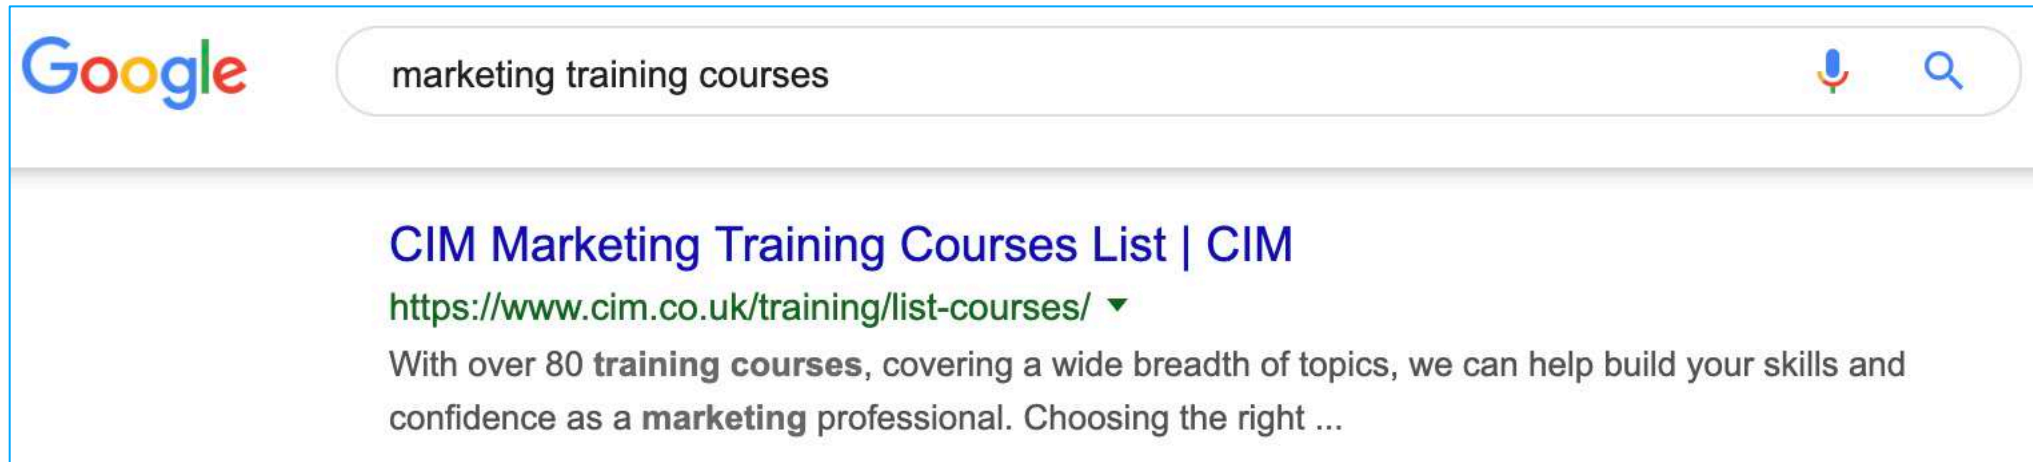 Google
marketing training courses
CIM Marketing Training Courses List | CIM
https://www.cim.co.uk/training/list-courses/
With over 80 training courses, covering a wide breadth of topics, we can help build your skills and
confidence as a marketing professional. Choosing the right ...